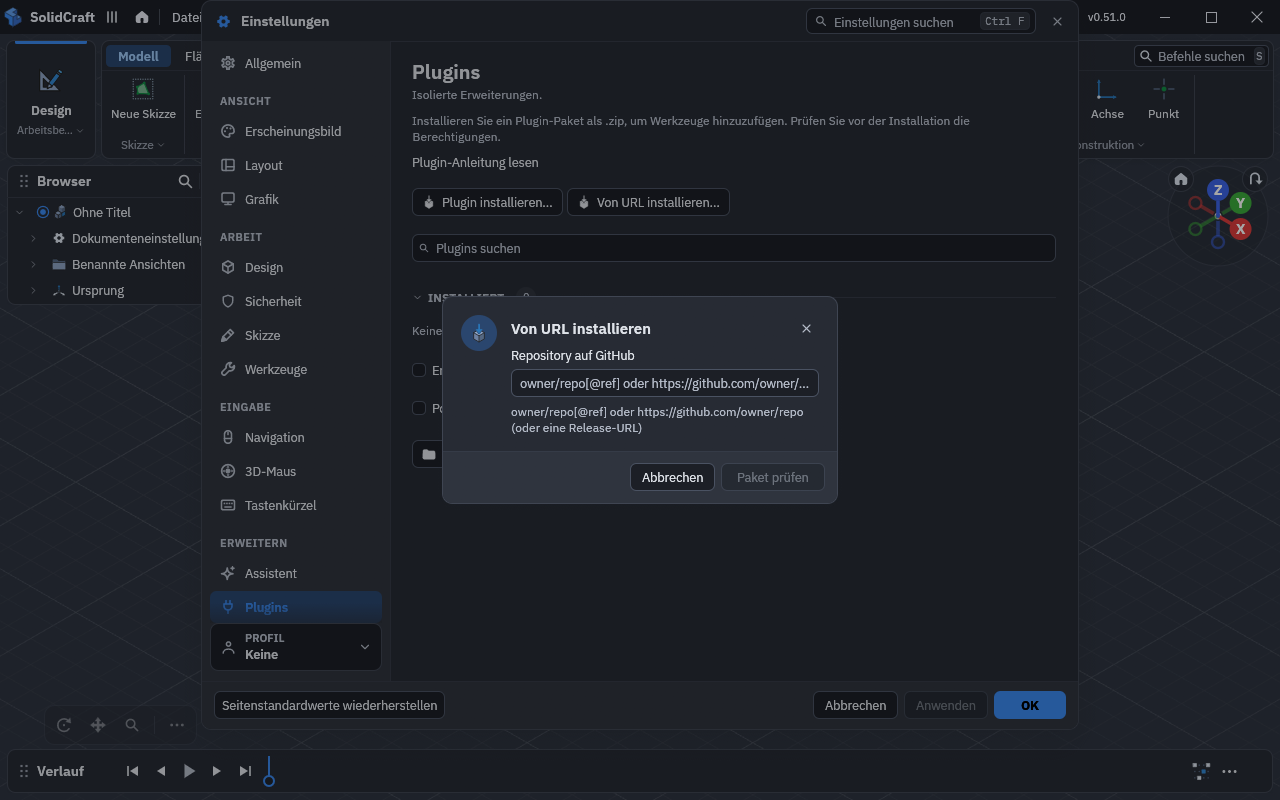 SolidCraft
Datei
v0.51.0
Einstellungen
Einstellungen suchen
Ctrl F
Design
Arbeitsbe...
Modell
Neue Skizze
Skizze
Befehle suchen
S
Achse
Punkt
Browser
Ohne Titel
Dokumenteneinstellung
Benannte Ansichten
Ursprung
Z
Y
X
Allgemein
ANSICHT
Erscheinungsbild
Layout
Grafik
ARBEIT
Design
Sicherheit
Skizze
Werkzeuge
EINGABE
Navigation
3D-Maus
Tastenkürzel
ERWEITERN
Assistent
Plugins
PROFIL
Keine
Plugins
Isolierte Erweiterungen.
Installieren Sie ein Plugin-Paket als .zip, um Werkzeuge hinzuzufügen. Prüfen Sie vor der Installation die
Berechtigungen.
Plugin-Anleitung lesen
Plugin installieren...
Von URL installieren...
Plugins suchen
Keine
Von URL installieren
Repository auf GitHub
owner/repo[@ref] oder https://github.com/owner/...
owner/repo[@ref] oder https://github.com/owner/repo
(oder eine Release-URL)
Abbrechen
Paket prüfen
Seitenstandardwerte wiederherstellen
Abbrechen
Anwenden
OK
Verlauf